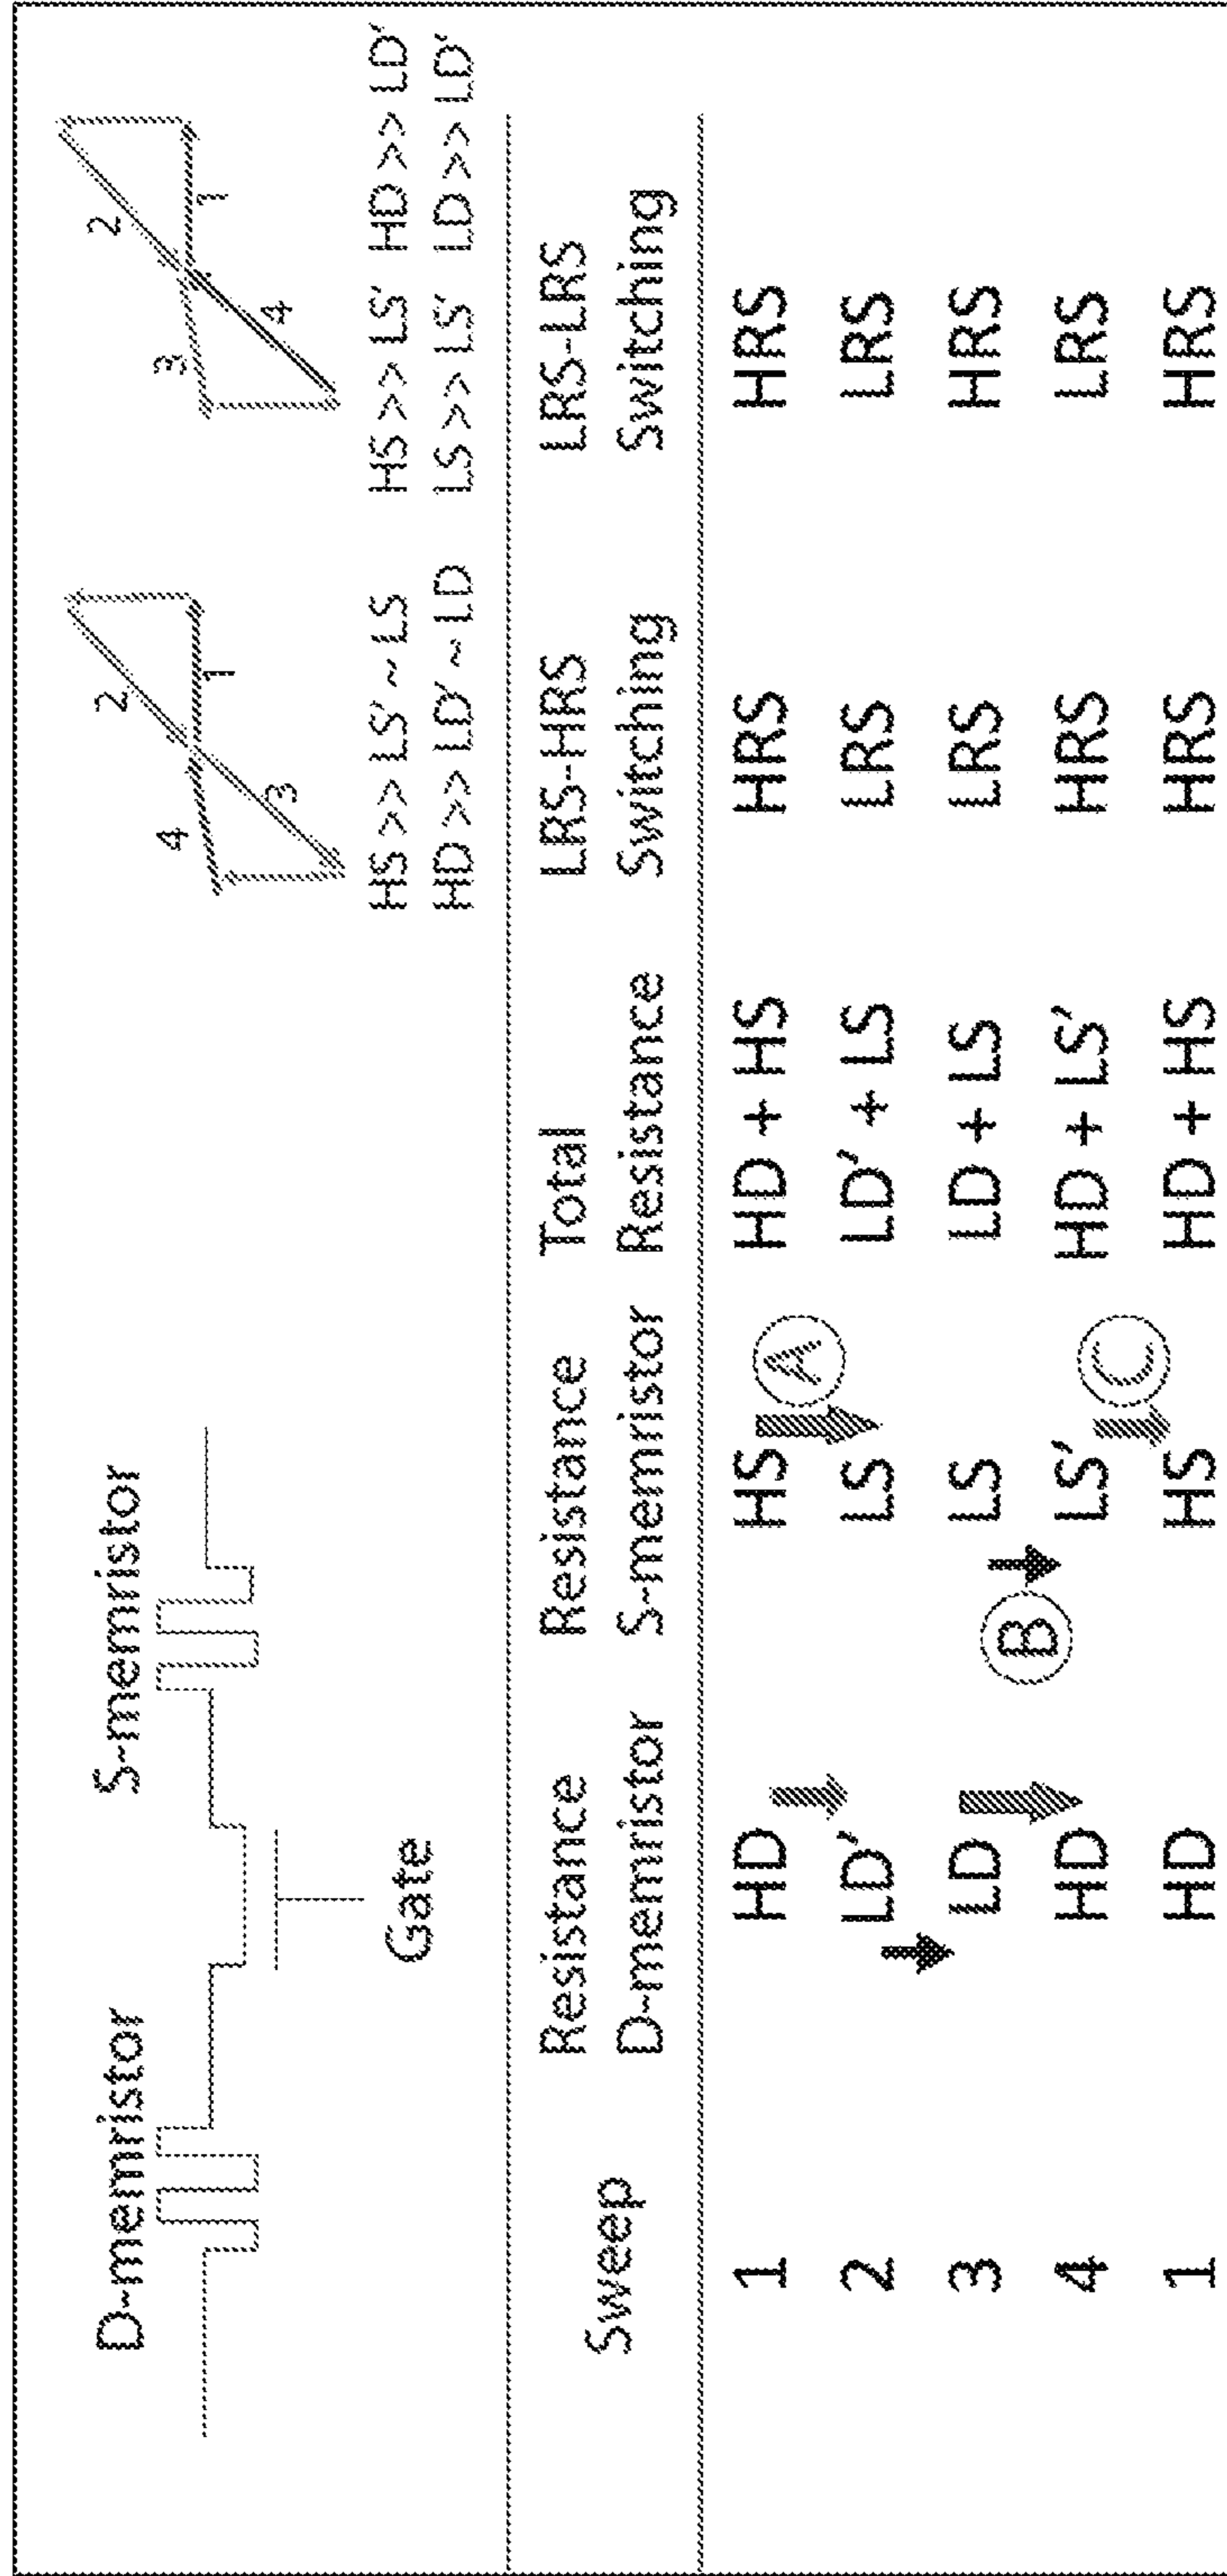 D-memristor
S-memristor
Gate
2
1
4
3
HS >> LS' ~ LS
HD >> LD' ~ LD
2
1
3
4
HS >> LS' HD >> LD'
LS >> LS' LD >> LD'
Sweep Resistance Resistance Total LRS-HRS LRS-LRS
D-memristor S-memristor Resistance Switching Switching
1 HD HS A HD + HS HRS HRS
2 LD' LS LD' + LS LRS LRS
3 LD B LS LD + LS LRS HRS
4 HD LS' C HD + LS' HRS LRS
1 HD HS HD + HS HRS HRS